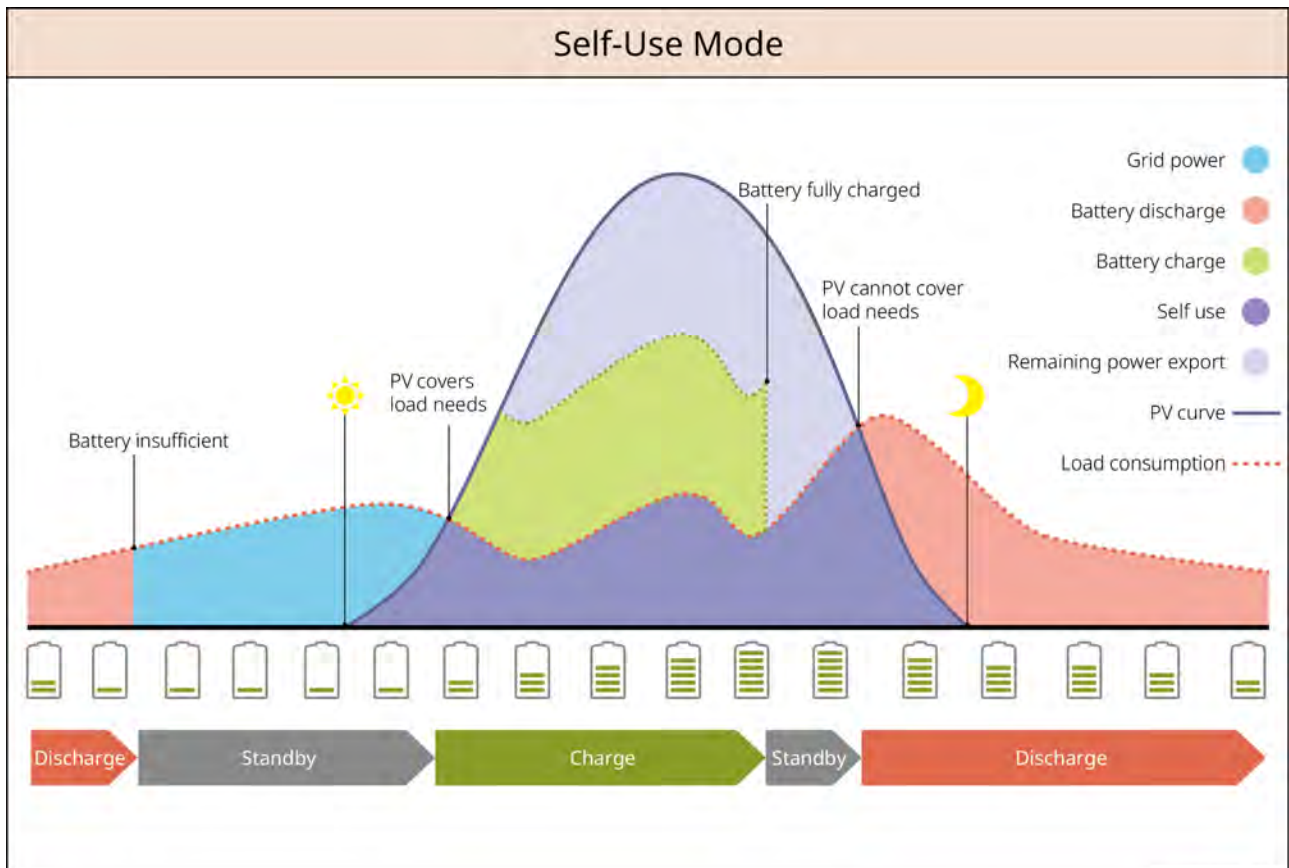 Self-Use Mode
Grid power
Battery fully charged
Battery discharge
Battery charge
PV cannot cover
load needs
Self use
Remaining power export
PV covers
load needs
PV curve
Battery insufficient
Load consumption
Discharge
Standby
Charge
Standby
Discharge